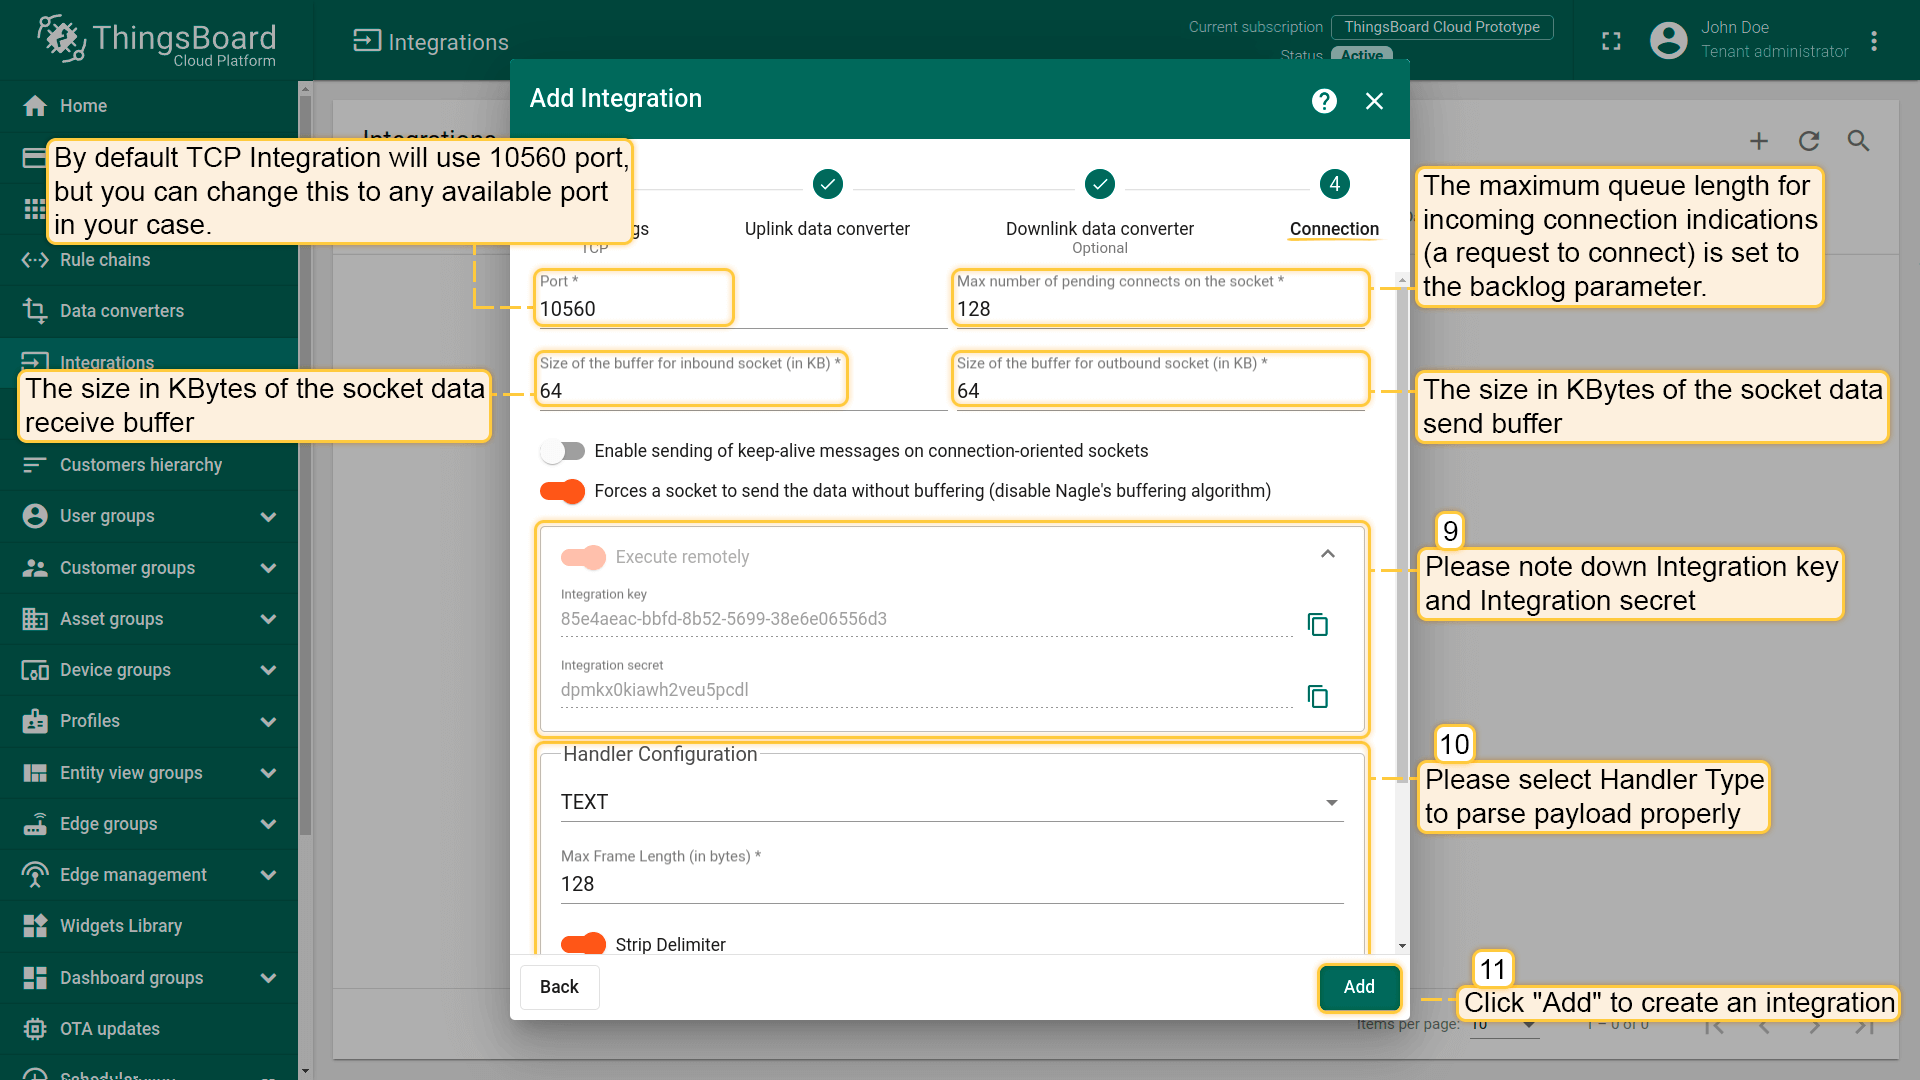 ThingsBoard
Cloud Platform
Integrations
Current subscription
ThingsBoard Cloud Prototype
Status
Active
John Doe
Tenant administrator
Home
Rule chains
Data converters
Integrations
Customers hierarchy
User groups
Customer groups
Asset groups
Device groups
Profiles
Entity view groups
Edge groups
Edge management
Widgets Library
Dashboard groups
OTA updates
Scheduler
Integrations
Add Integration
?
By default TCP Integration will use 10560 port,
but you can change this to any available port
in your case.
gs
TCP
Uplink data converter
Downlink data converter
Optional
4
Connection
Port *
10560
Max number of pending connects on the socket *
128
The maximum queue length for
incoming connection indications
(a request to connect) is set to
the backlog parameter.
Size of the buffer for inbound socket (in KB) *
64
Size of the buffer for outbound socket (in KB) *
64
The size in KBytes of the socket data
receive buffer
The size in KBytes of the socket data
send buffer
Enable sending of keep-alive messages on connection-oriented sockets
Forces a socket to send the data without buffering (disable Nagle's buffering algorithm)
Execute remotely
Integration key
85e4aeac-bbfd-8b52-5699-38e6e06556d3
Integration secret
dpmkx0kiawh2veu5pcdl
9
Please note down Integration key
and Integration secret
Handler Configuration
TEXT
Max Frame Length (in bytes) *
128
Strip Delimiter
10
Please select Handler Type
to parse payload properly
Back
Add
11
Click "Add" to create an integration
Items per page:
10
1 – 0 of 0